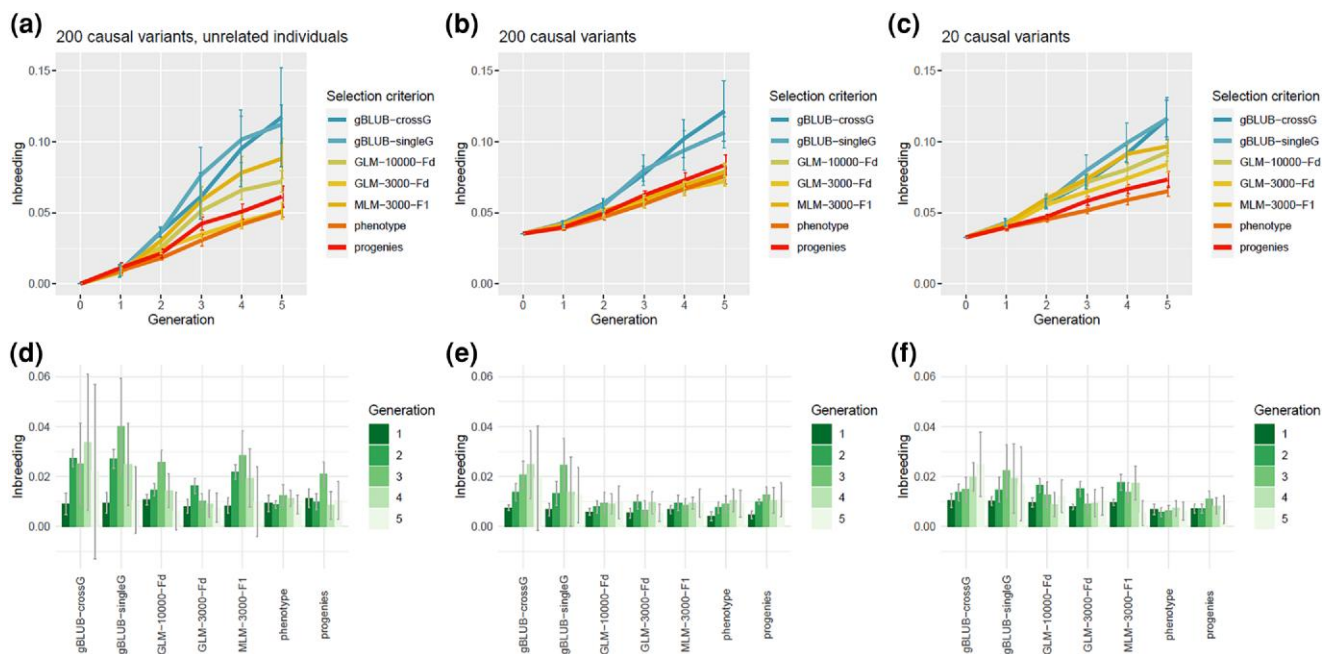 (a)
200 causal variants, unrelated individuals
0.15
0.10
0.05
0.00
Inbreeding
0 1 2 3 4 5
Generation
Selection criterion
gBLUB-crossG
gBLUB-singleG
GLM-10000-Fd
GLM-3000-Fd
MLM-3000-F1
phenotype
progenies
(b)
200 causal variants
0.15
0.10
0.05
0.00
Inbreeding
0 1 2 3 4 5
Generation
Selection criterion
gBLUB-crossG
gBLUB-singleG
GLM-10000-Fd
GLM-3000-Fd
MLM-3000-F1
phenotype
progenies
(c)
20 causal variants
0.15
0.10
0.05
0.00
Inbreeding
0 1 2 3 4 5
Generation
Selection criterion
gBLUB-crossG
gBLUB-singleG
GLM-10000-Fd
GLM-3000-Fd
MLM-3000-F1
phenotype
progenies
(d)
0.06
0.04
0.02
0.00
Inbreeding
gBLUB-crossG
gBLUB-singleG
GLM-10000-Fd
GLM-3000-Fd
MLM-3000-F1
phenotype
progenies
Generation
1
2
3
4
5
(e)
0.06
0.04
0.02
0.00
Inbreeding
gBLUB-crossG
gBLUB-singleG
GLM-10000-Fd
GLM-3000-Fd
MLM-3000-F1
phenotype
progenies
Generation
1
2
3
4
5
(f)
0.06
0.04
0.02
0.00
Inbreeding
gBLUB-crossG
gBLUB-singleG
GLM-10000-Fd
GLM-3000-Fd
MLM-3000-F1
phenotype
progenies
Generation
1
2
3
4
5